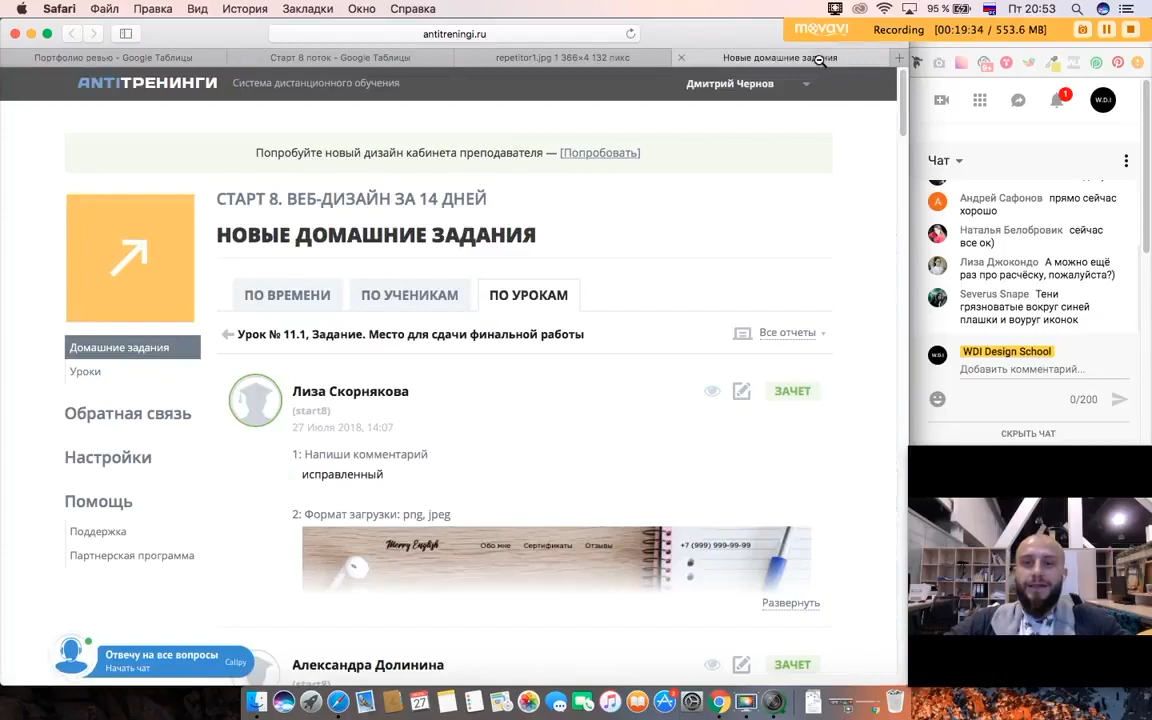 Safari Файл Правка Вид История Закладки Окно Справка
95 % Пт 20:53
antitreningi.ru
movavi Recording [00:19:34 / 553.6 MB]
Портфолио ревью - Google Таблицы
Старт 8 поток - Google Таблицы
repetitor1.jpg 1 366×4 132 пикс
Новые домашние задания
ANTIТРЕНИНГИ Система дистанционного обучения
Дмитрий Чернов
Попробуйте новый дизайн кабинета преподавателя — [Попробовать]
СТАРТ 8. ВЕБ-ДИЗАЙН ЗА 14 ДНЕЙ
НОВЫЕ ДОМАШНИЕ ЗАДАНИЯ
ПО ВРЕМЕНИ ПО УЧЕНИКАМ ПО УРОКАМ
Урок № 11.1, Задание. Место для сдачи финальной работы
Все отчеты
Домашние задания
Уроки
Обратная связь
Настройки
Помощь
Поддержка
Партнерская программа
Лиза Скорнякова
ЗАЧЕТ
(start8)
27 Июля 2018, 14:07
1: Напиши комментарий
исправленный
2: Формат загрузки: png, jpeg
Merry English Обо мне Сертификаты Отзывы +7 (999) 999-99-99
Развернуть
Александра Долинина
ЗАЧЕТ
Отвечу на все вопросы
Начать чат
Callpy
1
W.D.I
Чат
Андрей Сафонов прямо сейчас
хорошо
Наталья Белобровик сейчас
все ок)
Лиза Джокондо А можно ещё
раз про расчёску, пожалуйста?)
Severus Snape Тени
грязноватые вокруг синей
плашки и воуруг иконок
WDI Design School
Добавить комментарий...
0/200
СКРЫТЬ ЧАТ